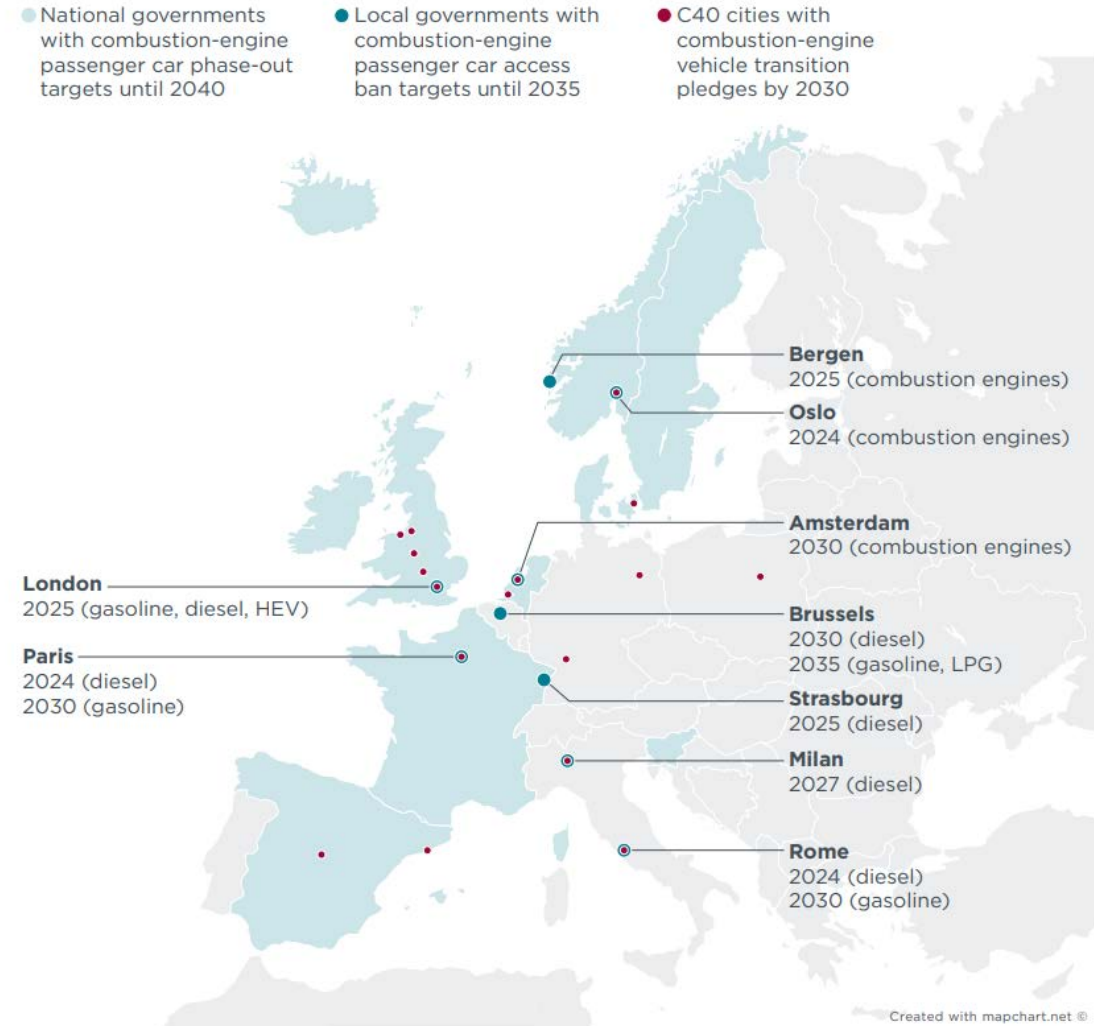 National governments
with combustion-engine
passenger car phase-out
targets until 2040
Local governments with
combustion-engine
passenger car access
ban targets until 2035
C40 cities with
combustion-engine
vehicle transition
pledges by 2030
Bergen
2025 (combustion engines)
Oslo
2024 (combustion engines)
Amsterdam
2030 (combustion engines)
London
2025 (gasoline, diesel, HEV)
Brussels
2030 (diesel)
2035 (gasoline, LPG)
Paris
2024 (diesel)
2030 (gasoline)
Strasbourg
2025 (diesel)
Milan
2027 (diesel)
Rome
2024 (diesel)
2030 (gasoline)
Created with mapchart.net ©